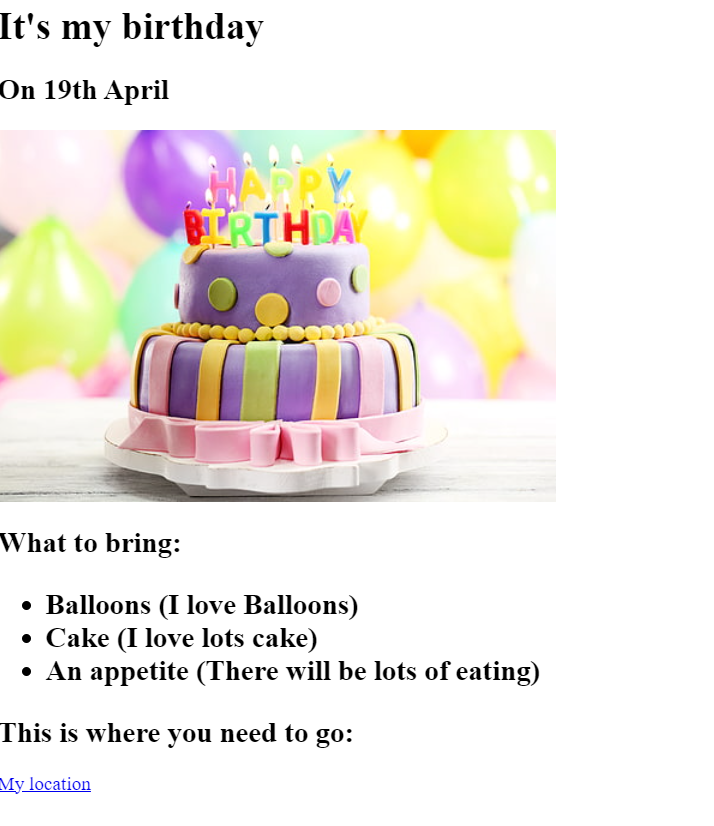 It's my birthday
On 19th April
HAPPY
BIRTHDAY
What to bring:
Balloons (I love Balloons)
Cake (I love lots cake)
An appetite (There will be lots of eating)
This is where you need to go:
My location